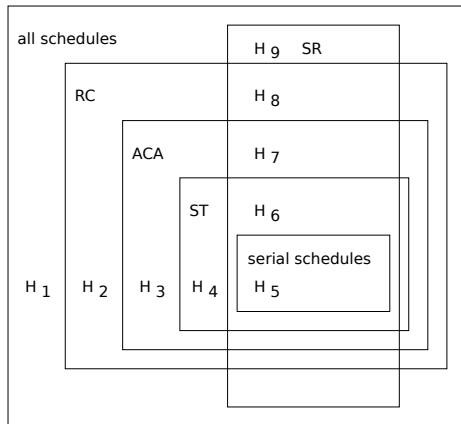 all schedules
H 9 SR
RC
H 8
ACA
H 7
ST
H 6
serial schedules
H 1 H 2 H 3 H 4 H 5